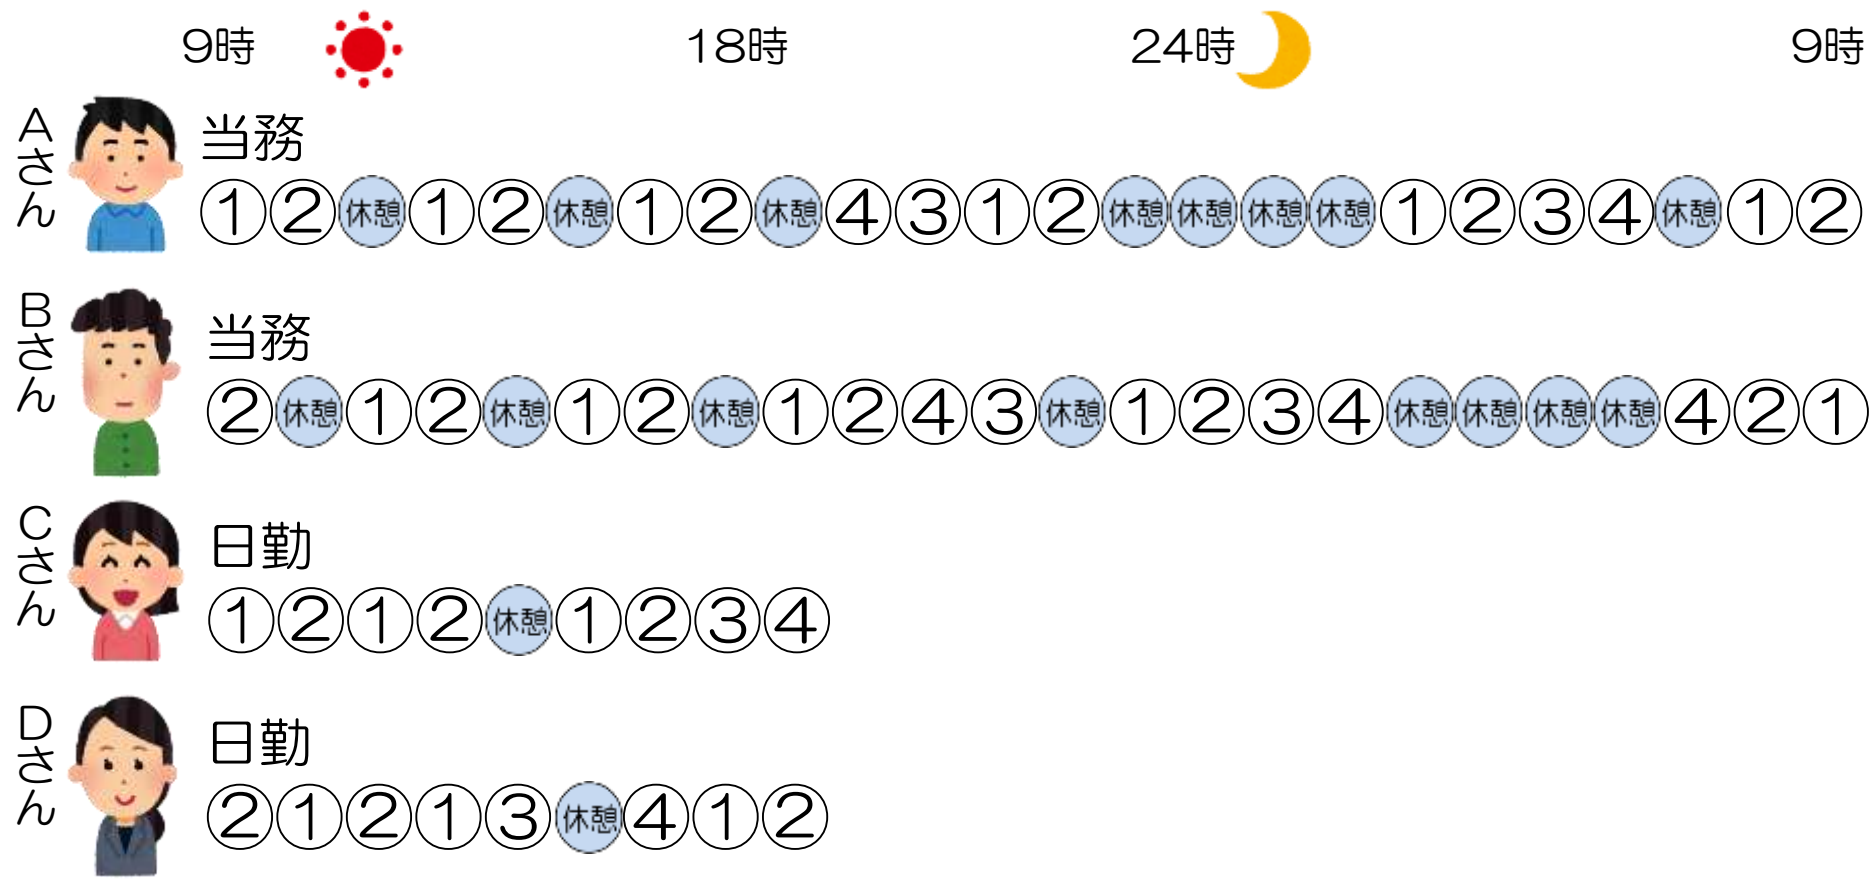 9時 18時 24時 9時
Aさん
当務
①②休憩①②休憩①②休憩④③①②休憩休憩休憩休憩①②③④休憩①②
Bさん
当務
②休憩①②休憩①②休憩①②④③休憩①②③④休憩休憩休憩休憩④②①
Cさん
日勤
①②①②休憩①②③④
Dさん
日勤
②①②①③休憩④①②